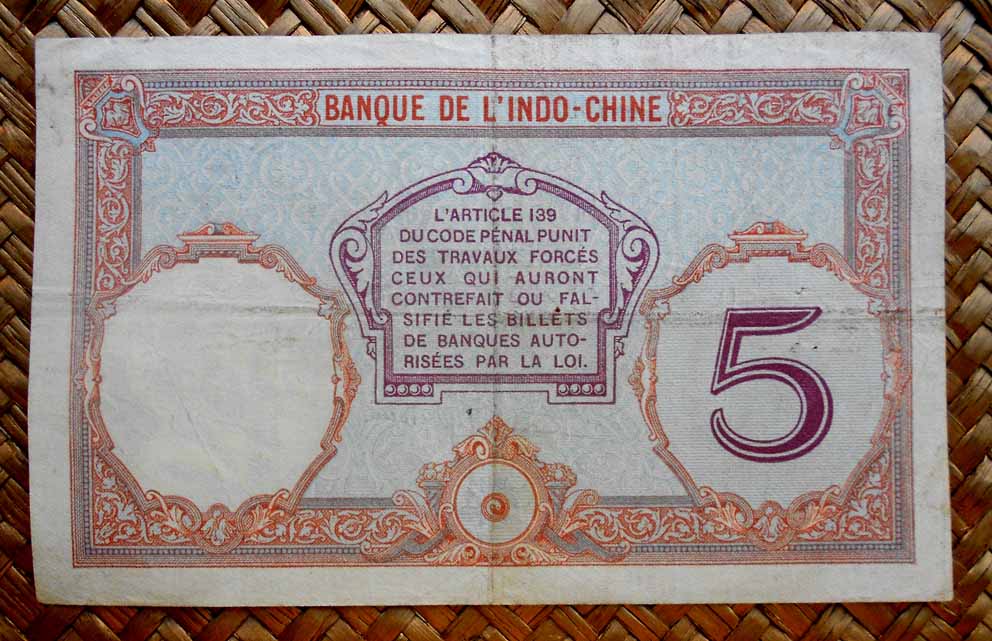 BANQUE DE L'INDO-CHINE
L'ARTICLE 139
DU CODE PÉNAL PUNIT
DES TRAVAUX FORCÉS
CEUX QUI AURONT
CONTREFAIT OU FAL-
SIFIÉ LES BILLETS
DE BANQUES AUTO-
RISÉES PAR LA LOI.
5